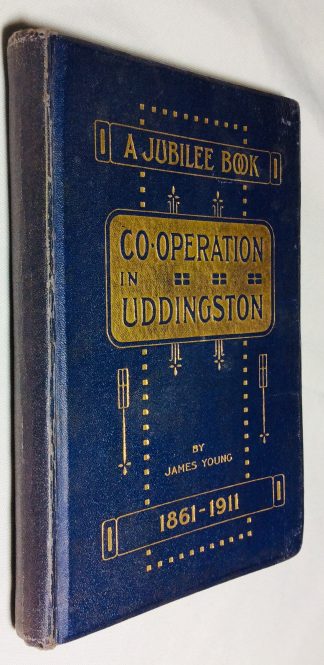 A JUBILEE BOOK
CO·OPERATION
IN
UDDINGSTON
BY
JAMES YOUNG
1861-1911